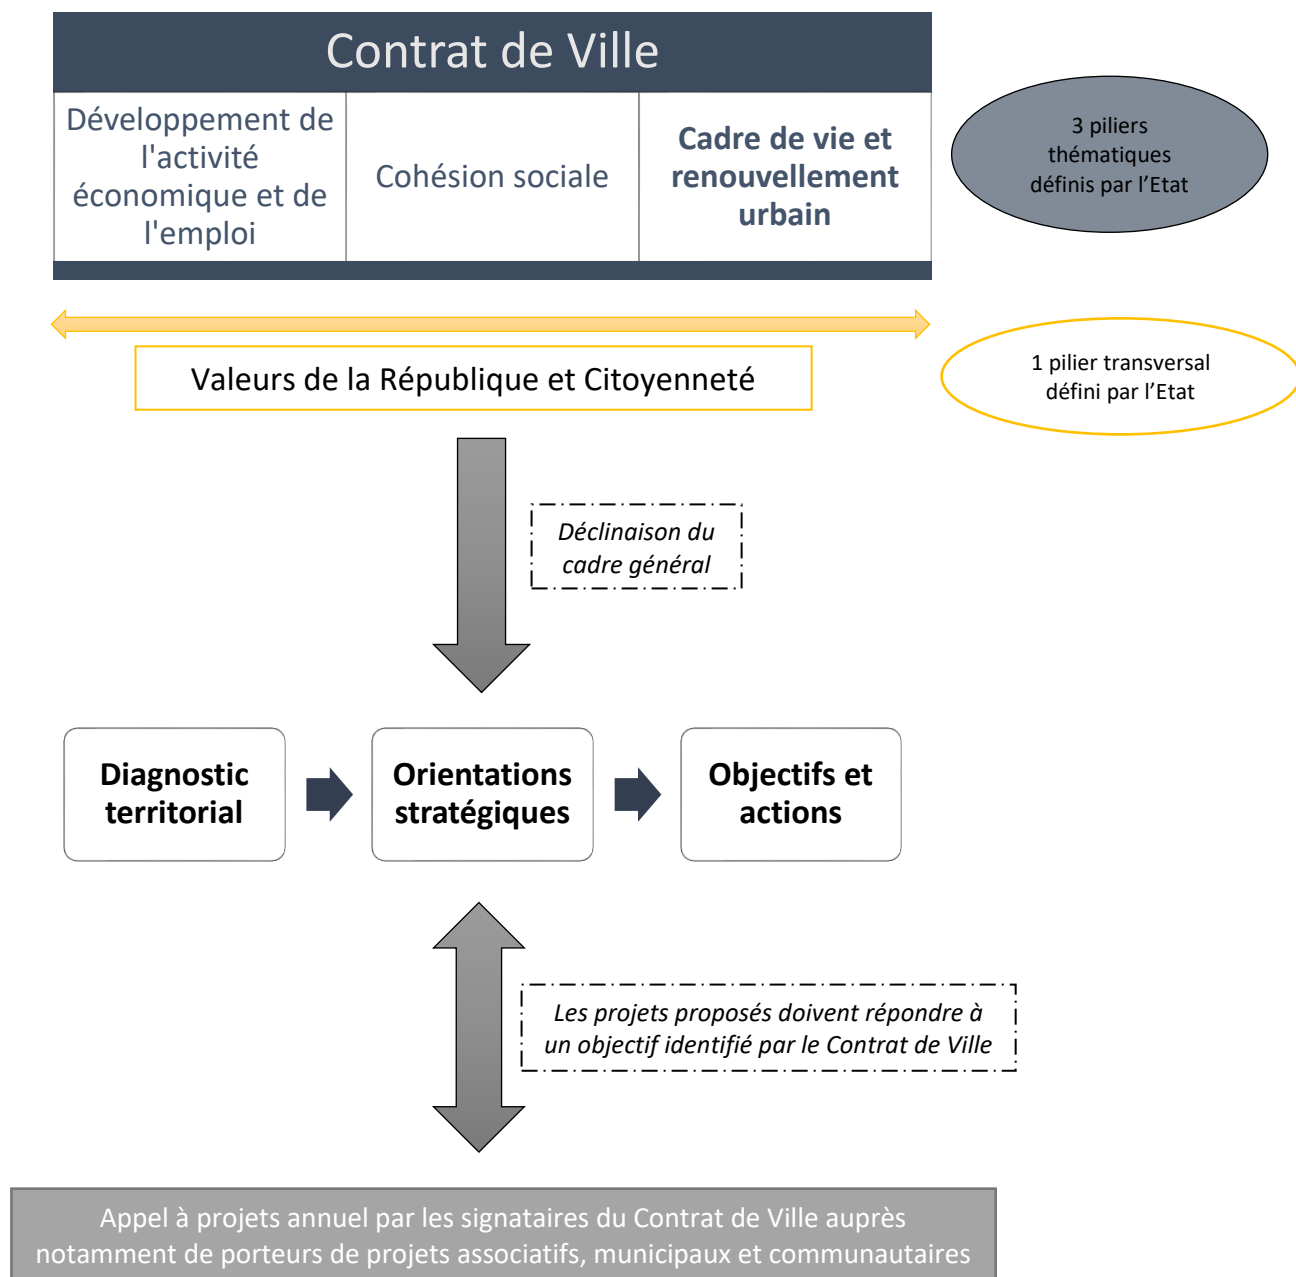 Contrat de Ville
Développement de
l'activité
économique et de
l'emploi
Cohésion sociale
Cadre de vie et
renouvellement
urbain
3 piliers
thématiques
définis par l’Etat
Valeurs de la République et Citoyenneté
1 pilier transversal
défini par l’Etat
Déclinaison du
cadre général
Diagnostic
territorial
Orientations
stratégiques
Objectifs et
actions
Les projets proposés doivent répondre à
un objectif identifié par le Contrat de Ville
Appel à projets annuel par les signataires du Contrat de Ville auprès
notamment de porteurs de projets associatifs, municipaux et communautaires